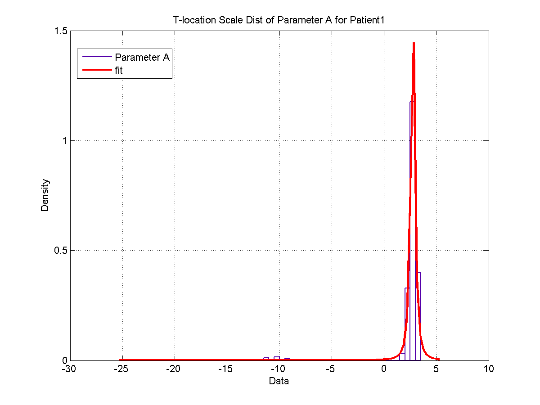 T-location Scale Dist of Parameter A for Patient1
1.5
Parameter A
fit
1
0.5
0
Density
-30 -25 -20 -15 -10 -5 0 5 10
Data